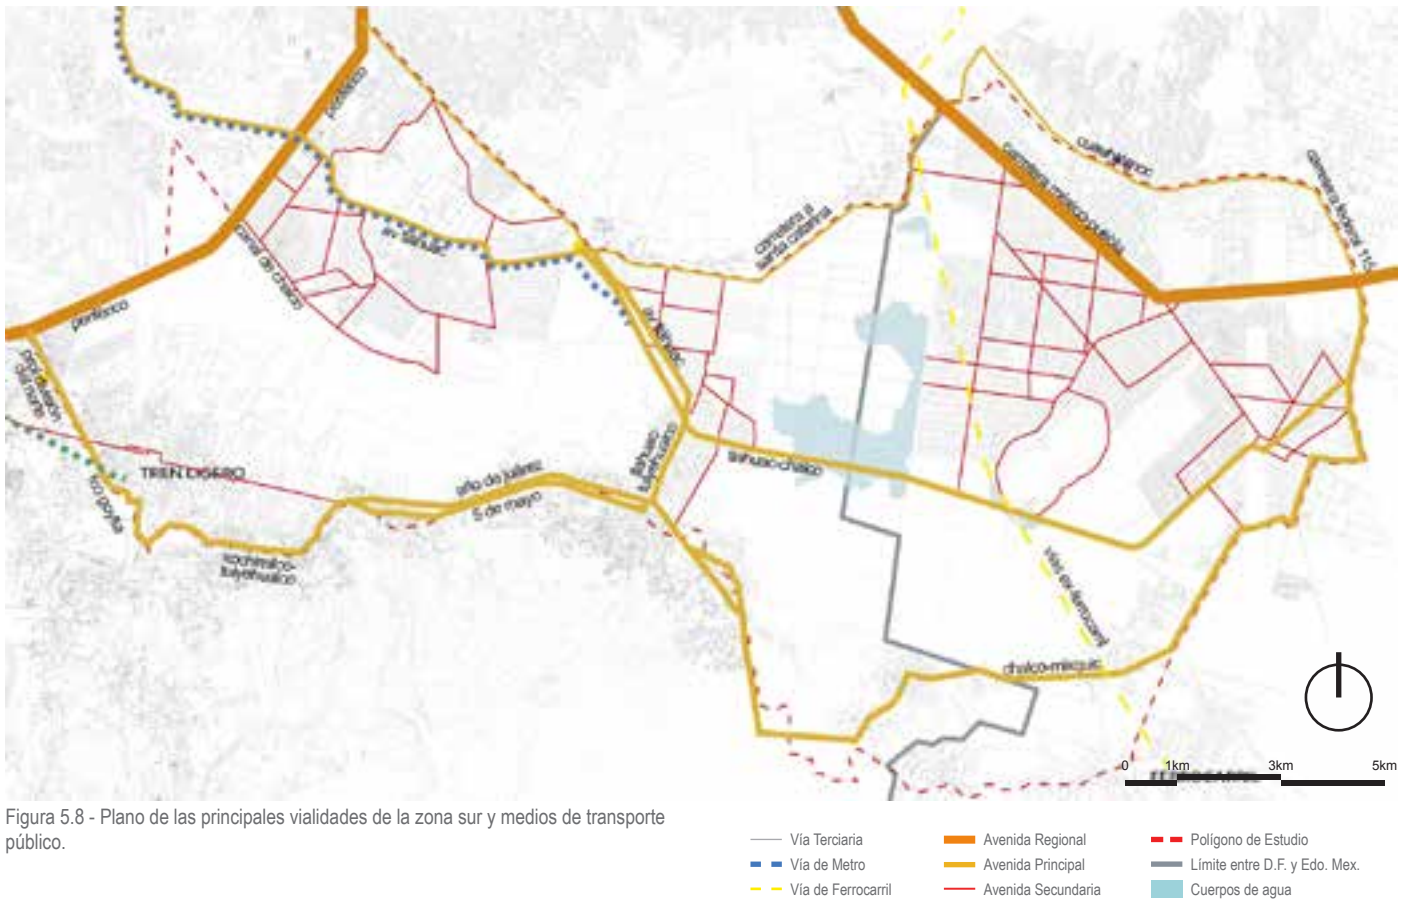 periférico
cuauhtémoc
carretera méxico-puebla
carretera federal 115
carretera a
santa catarina
av. tláhuac
canal de chalco
periférico
av. tláhuac
prol. división
del norte
tláhuac
tulyehualco
tláhuac-chalco
TREN LIGERO
año de juárez
5 de mayo
xochimilco-
tulyehualco
vías ex-ferrocarril
chalco-mixquic
0 1km 3km 5km
Figura 5.8 - Plano de las principales vialidades de la zona sur y medios de transporte
público.
Vía Terciaria
Vía de Metro
Vía de Ferrocarril
Avenida Regional
Avenida Principal
Avenida Secundaria
Polígono de Estudio
Límite entre D.F. y Edo. Mex.
Cuerpos de agua